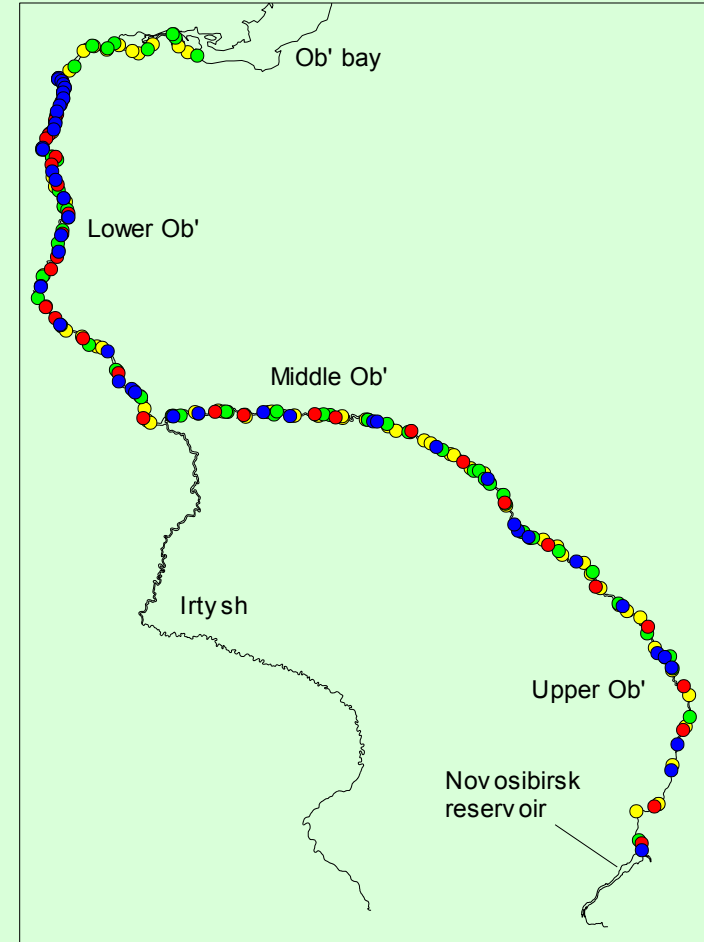 Ob' bay
Lower Ob'
Middle Ob'
Irtysh
Upper Ob'
Novosibirsk
reservoir